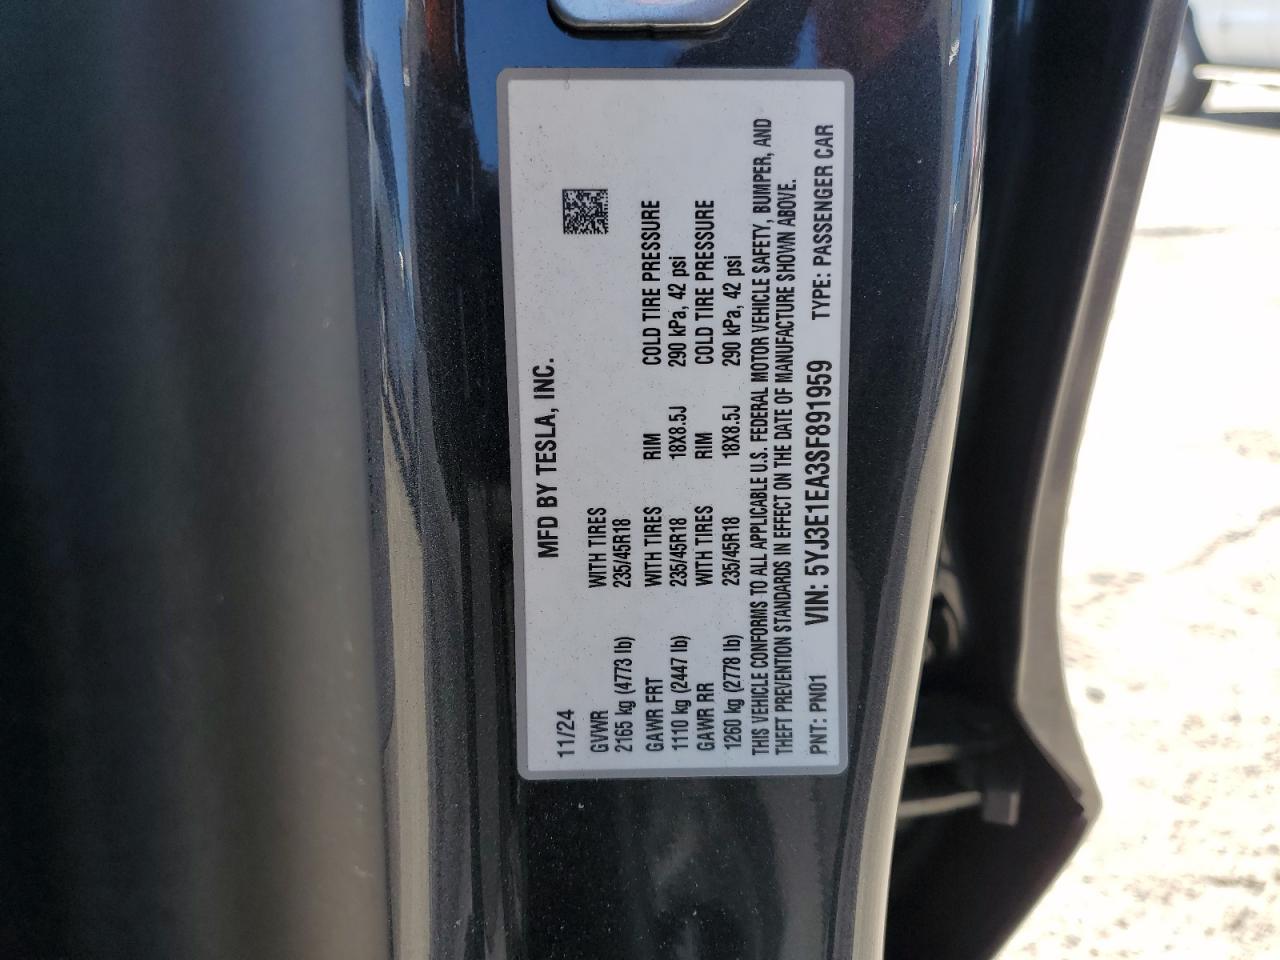 MFD BY TESLA, INC.
11/24
GVWR WITH TIRES
2165 kg (4773 lb) 235/45R18
GAWR FRT WITH TIRES RIM COLD TIRE PRESSURE
1110 kg (2447 lb) 235/45R18 18X8.5J 290 kPa, 42 psi
GAWR RR WITH TIRES RIM COLD TIRE PRESSURE
1260 kg (2778 lb) 235/45R18 18X8.5J 290 kPa, 42 psi
THIS VEHICLE CONFORMS TO ALL APPLICABLE U.S. FEDERAL MOTOR VEHICLE SAFETY, BUMPER, AND
THEFT PREVENTION STANDARDS IN EFFECT ON THE DATE OF MANUFACTURE SHOWN ABOVE.
PNT: PN01 VIN: 5YJ3E1EA3SF891959 TYPE: PASSENGER CAR